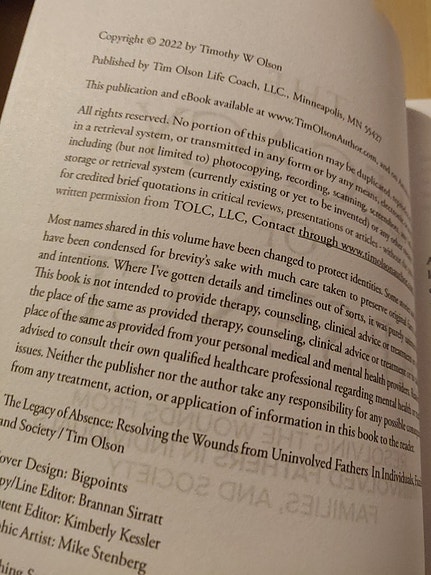 Copyright © 2022 by Timothy W Olson
Published by Tim Olson Life Coach, LLC., Minneapolis, MN 55427
This publication and eBook available at www.TimOlsonAuthor.com, and
All rights reserved. No portion of this publication may be duplicated,
in a retrieval system, or transmitted in any form or by any means,
including (but not limited to) photocopying, recording, scanning,
storage or retrieval system (currently existing or yet to be invented) or any other
for credited brief quotations in critical reviews, presentations or articles - without
written permission from TOLC, LLC, Contact through
Most names shared in this volume have been changed to protect identities. Some
have been condensed for brevity's sake with much care taken to preserve original
and intentions. Where I've gotten details and timelines out of sorts, it was purely
This book is not intended to provide therapy, counseling, clinical advice or treatment or
the place of the same as provided therapy, counseling, clinical advice or treatment or
place of the same as provided from your personal medical and mental health provider.
advised to consult their own qualified healthcare professional regarding mental health or
issues. Neither the publisher nor the author take any responsibility for any possible
from any treatment, action, or application of information in this book to the reader.
The Legacy of Absence: Resolving the Wounds from Uninvolved Fathers In Individuals,
and Society / Tim Olson
over Design: Bigpoints
py/Line Editor: Brannan Sirratt
tent Editor: Kimberly Kessler
phic Artist: Mike Stenberg